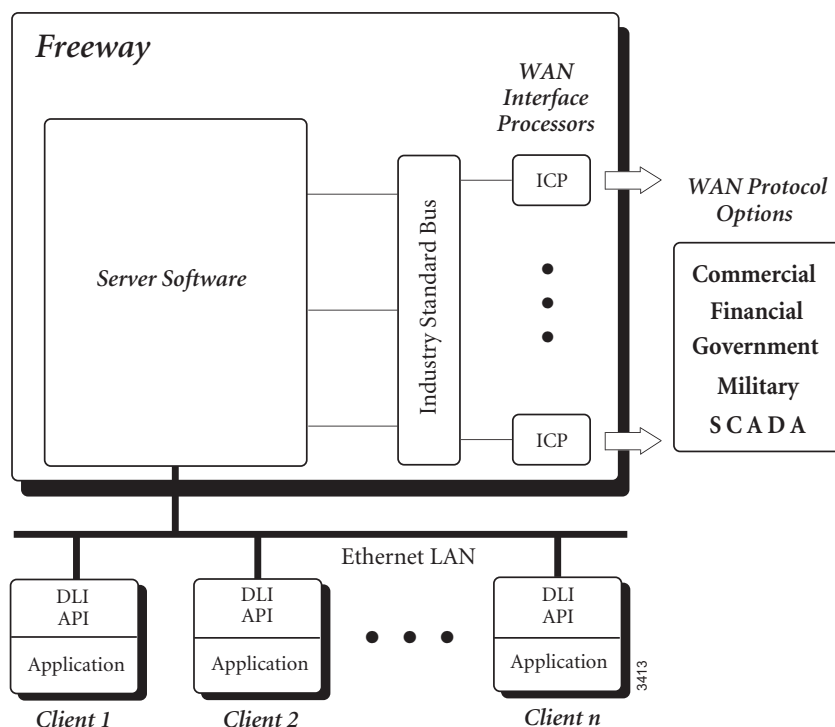 Freeway
WAN
Interface
Processors
Server Software
Industry Standard Bus
ICP
ICP
WAN Protocol
Options
Commercial
Financial
Government
Military
S C A D A
Ethernet LAN
DLI
API
Application
Client 1
DLI
API
Application
Client 2
DLI
API
Application
Client n
3413